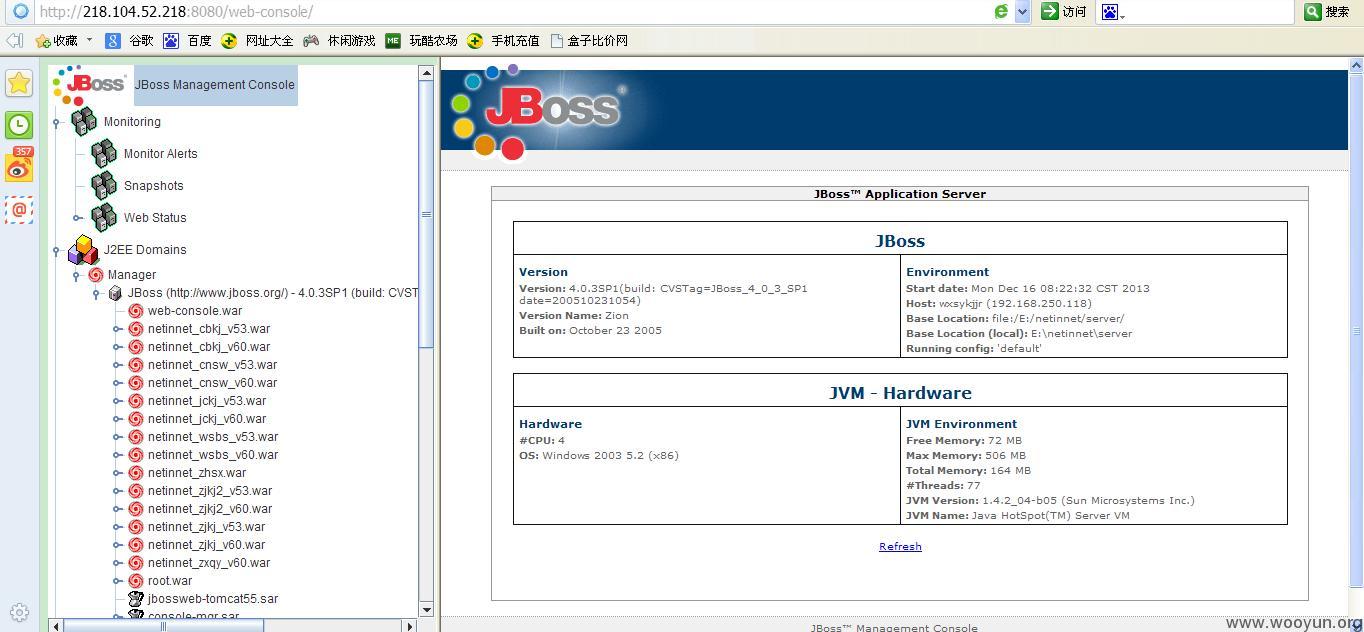 http://218.104.52.218:8080/web-console/
访问
搜索
收藏 谷歌 百度 网址大全 休闲游戏 ME 玩酷农场 手机充值 盒子比价网
357
JBoss
JBoss Management Console
Monitoring
Monitor Alerts
Snapshots
Web Status
J2EE Domains
Manager
JBoss (http://www.jboss.org/) - 4.0.3SP1 (build: CVST
web-console.war
netinnet_cbkj_v53.war
netinnet_cbkj_v60.war
netinnet_cnsw_v53.war
netinnet_cnsw_v60.war
netinnet_jckj_v53.war
netinnet_jckj_v60.war
netinnet_wsbs_v53.war
netinnet_wsbs_v60.war
netinnet_zhsx.war
netinnet_zjkj2_v53.war
netinnet_zjkj2_v60.war
netinnet_zjkj_v53.war
netinnet_zjkj_v60.war
netinnet_zxqy_v60.war
root.war
jbossweb-tomcat55.sar
console-mgr.sar
JBoss
JBoss™ Application Server
JBoss
Version
Version: 4.0.3SP1(build: CVSTag=JBoss_4_0_3_SP1
date=200510231054)
Version Name: Zion
Built on: October 23 2005
Environment
Start date: Mon Dec 16 08:22:32 CST 2013
Host: wxsykjjr (192.168.250.118)
Base Location: file:/E:/netinnet/server/
Base Location (local): E:\netinnet\server
Running config: 'default'
JVM - Hardware
Hardware
#CPU: 4
OS: Windows 2003 5.2 (x86)
JVM Environment
Free Memory: 72 MB
Max Memory: 506 MB
Total Memory: 164 MB
#Threads: 77
JVM Version: 1.4.2_04-b05 (Sun Microsystems Inc.)
JVM Name: Java HotSpot(TM) Server VM
Refresh
JBoss™ Management Console
www.wooyun.org